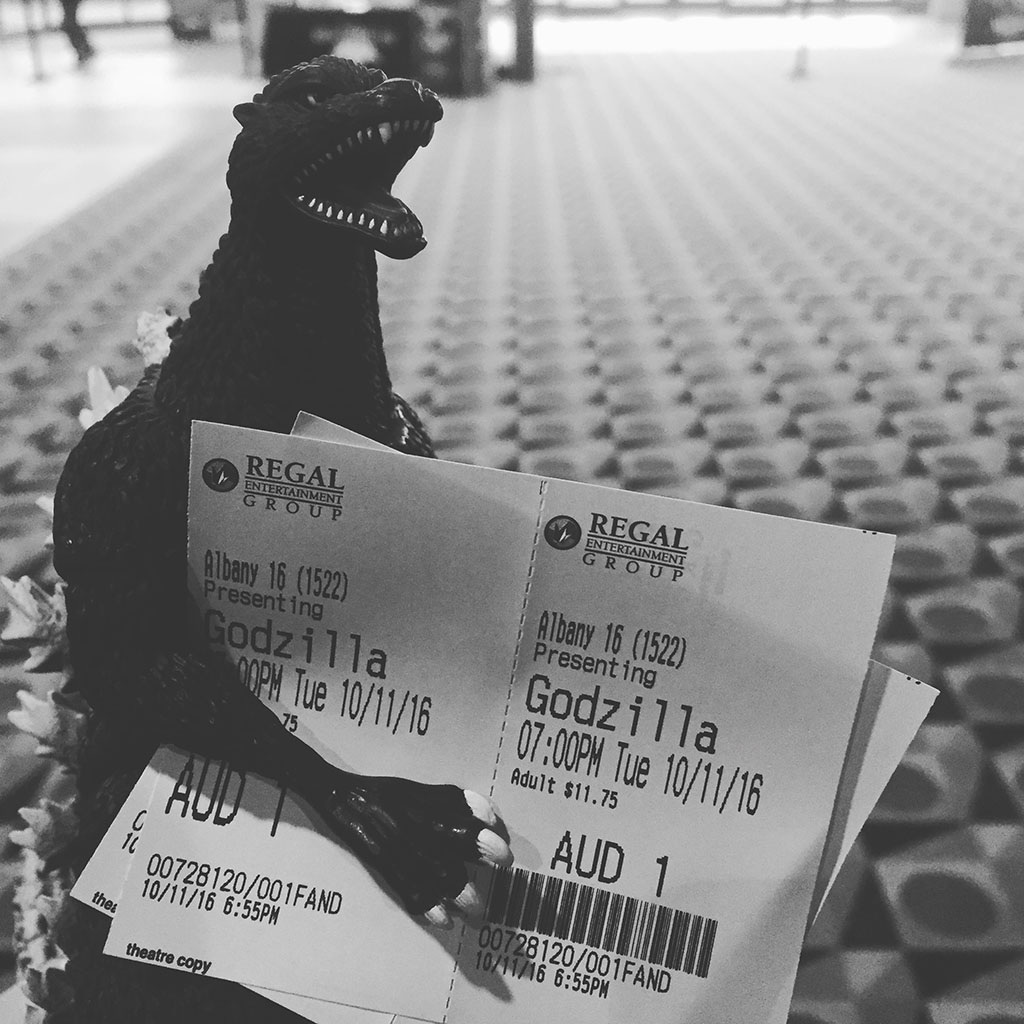 REGAL
ENTERTAINMENT
GROUP
Albany 16 (1522)
Presenting
Godzilla
:00PM Tue 10/11/16
.75
AUD 1
00728120/001FAND
10/11/16 6:55PM
theatre copy
REGAL
ENTERTAINMENT
GROUP
Albany 16 (1522)
Presenting
Godzilla
07:00PM Tue 10/11/16
Adult $11.75
AUD 1
00728120/001FAND
10/11/16 6:55PM